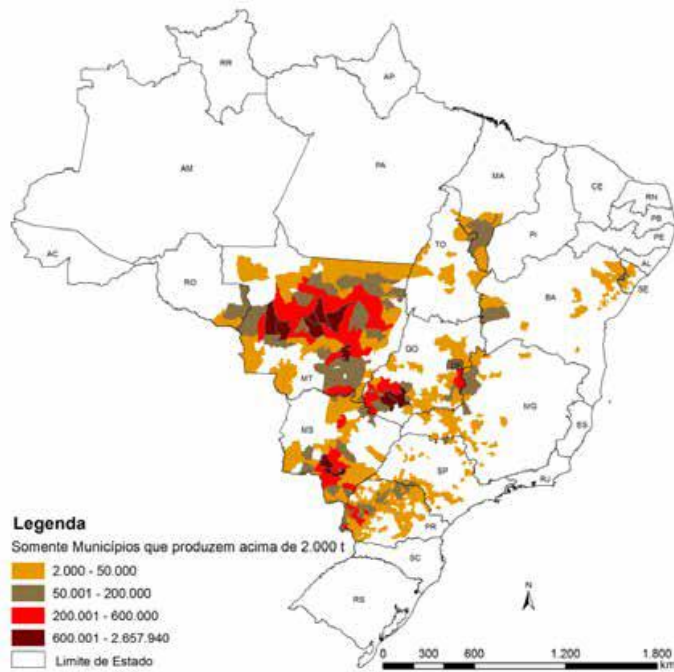 RR
AP
AM
PA
MA
CE
RN
PB
PE
AL
SE
PI
TO
AC
RO
BA
MT
GO
MG
ES
MS
SP
RJ
PR
SC
RS
Legenda
Somente Municípios que produzem acima de 2.000 t
2.000 - 50.000
50.001 - 200.000
200.001 - 600.000
600.001 - 2.657.940
Limite de Estado
N
0 300 600 1.200 1.800
km